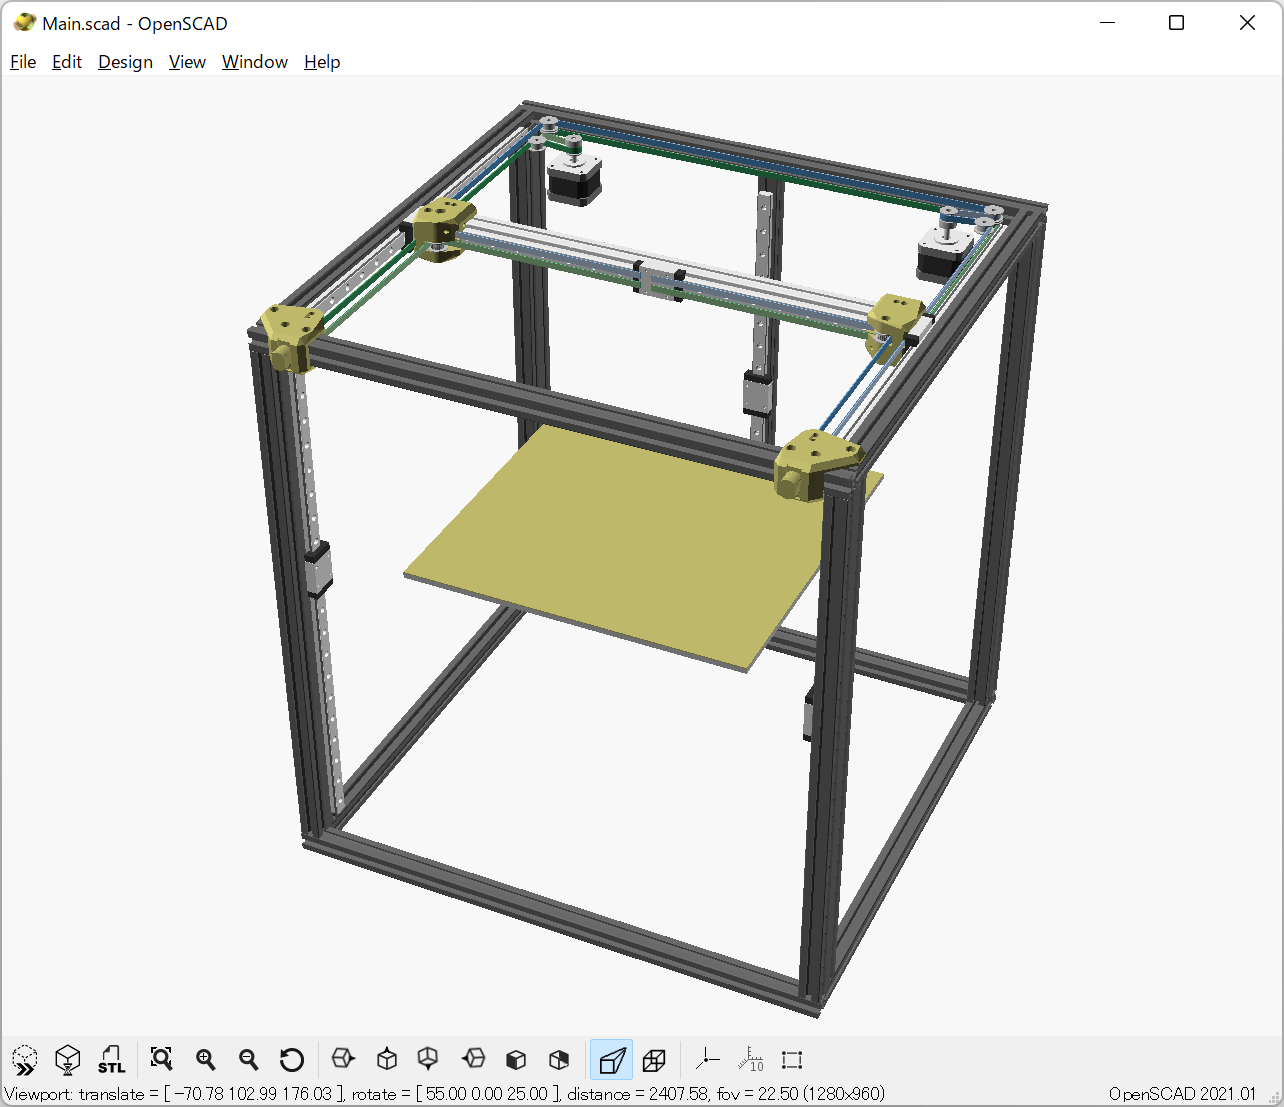 Main.scad - OpenSCAD
File Edit Design View Window Help
STL
10
Viewport: translate = [ −70.78 102.99 176.03 ], rotate = [ 55.00 0.00 25.00 ], distance = 2407.58, fov = 22.50 (1280x960) OpenSCAD 2021.01